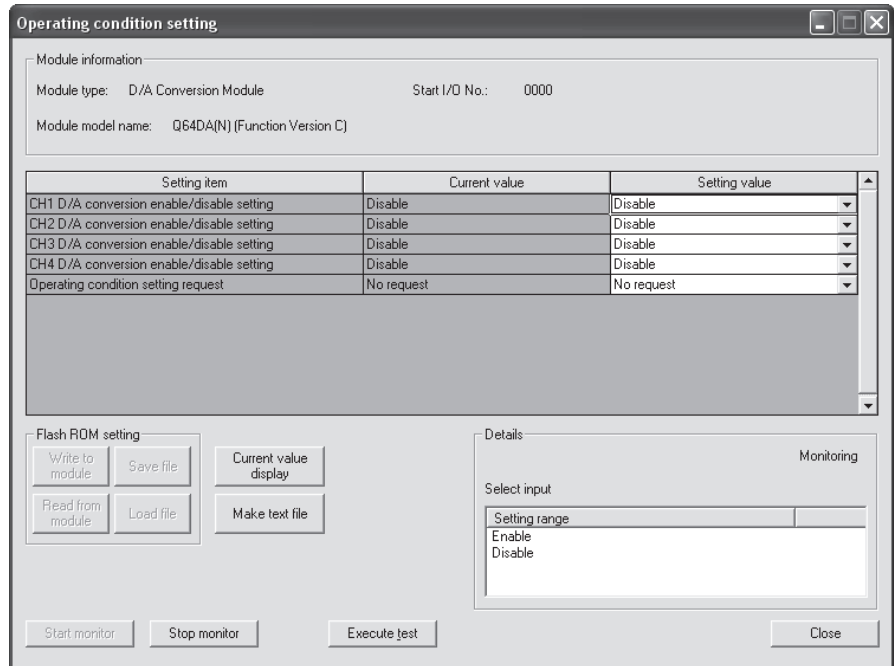 Operating condition setting
Module information
Module type: D/A Conversion Module Start I/O No.: 0000
Module model name: Q64DA(N) (Function Version C)
Setting item Current value Setting value
CH1 D/A conversion enable/disable setting Disable Disable
CH2 D/A conversion enable/disable setting Disable Disable
CH3 D/A conversion enable/disable setting Disable Disable
CH4 D/A conversion enable/disable setting Disable Disable
Operating condition setting request No request No request
Flash ROM setting
Write to
module
Save file
Read from
module
Load file
Current value
display
Make text file
Details
Monitoring
Select input
Setting range
Enable
Disable
Start monitor Stop monitor Execute test Close